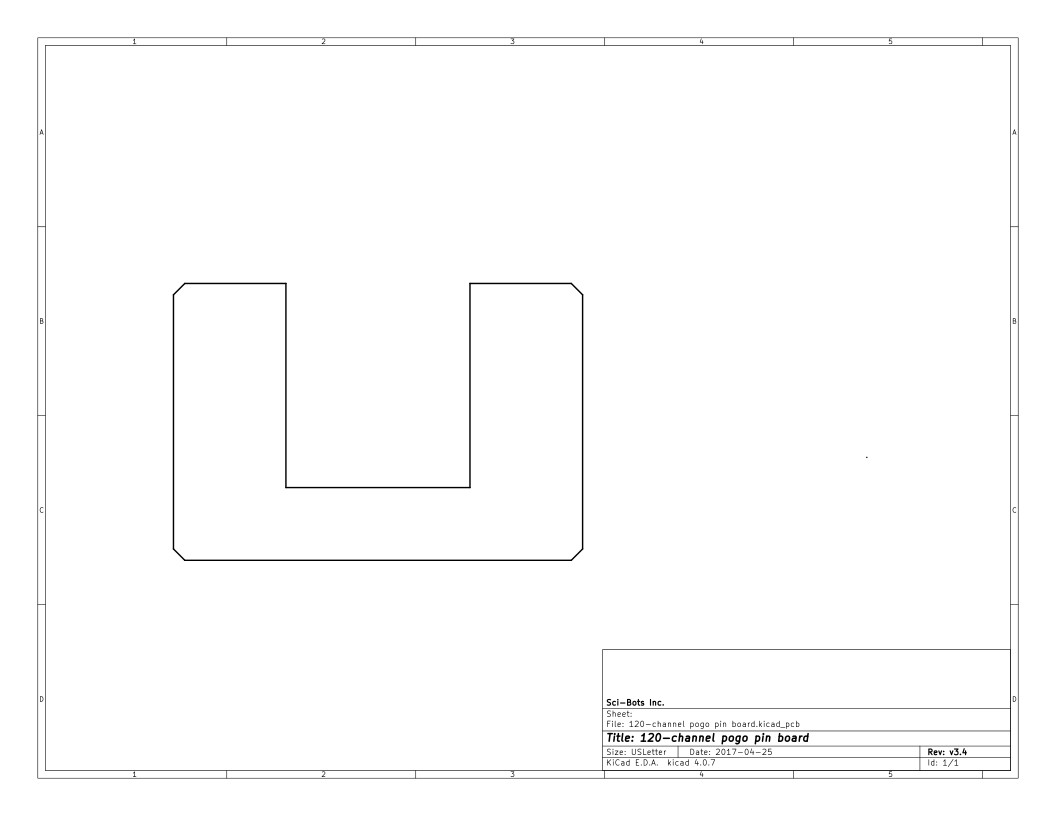 1 2 3 4 5
A A
B B
C C
D D
Sci-Bots Inc.
Sheet:
File: 120-channel pogo pin board.kicad_pcb
Title: 120-channel pogo pin board
Size: USLetter Date: 2017-04-25 Rev: v3.4
KiCad E.D.A. kicad 4.0.7 Id: 1/1
1 2 3 4 5